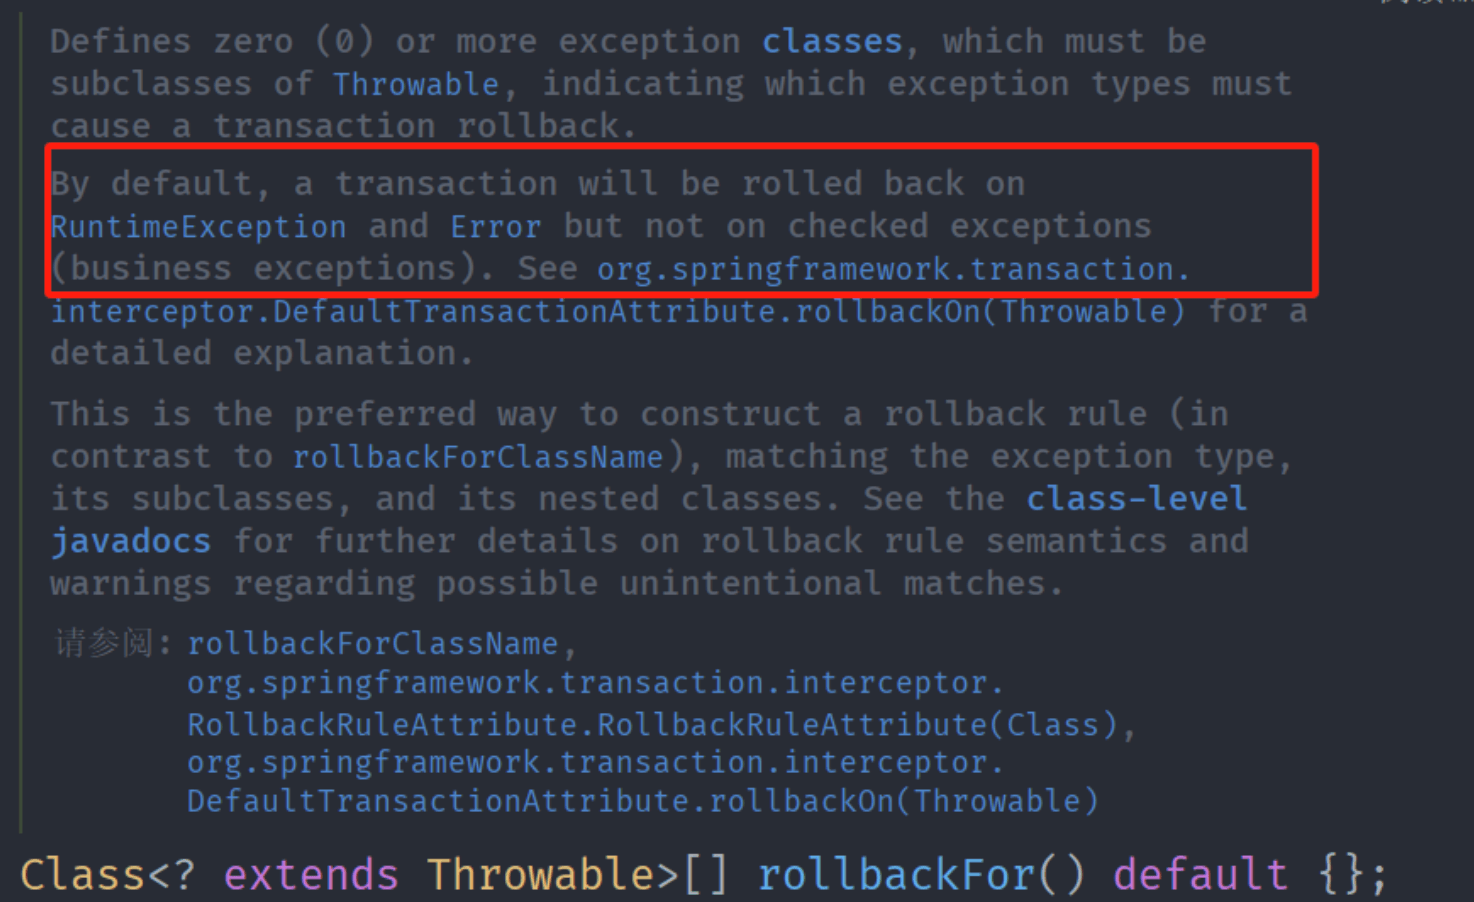 Defines zero (0) or more exception classes, which must be
subclasses of Throwable, indicating which exception types must
cause a transaction rollback.
By default, a transaction will be rolled back on
RuntimeException and Error but not on checked exceptions
(business exceptions). See org.springframework.transaction.
interceptor.DefaultTransactionAttribute.rollbackOn(Throwable) for a
detailed explanation.
This is the preferred way to construct a rollback rule (in
contrast to rollbackForClassName), matching the exception type,
its subclasses, and its nested classes. See the class-level
javadocs for further details on rollback rule semantics and
warnings regarding possible unintentional matches.
请参阅: rollbackForClassName,
org.springframework.transaction.interceptor.
RollbackRuleAttribute.RollbackRuleAttribute(Class),
org.springframework.transaction.interceptor.
DefaultTransactionAttribute.rollbackOn(Throwable)
Class<? extends Throwable>[] rollbackFor() default {};